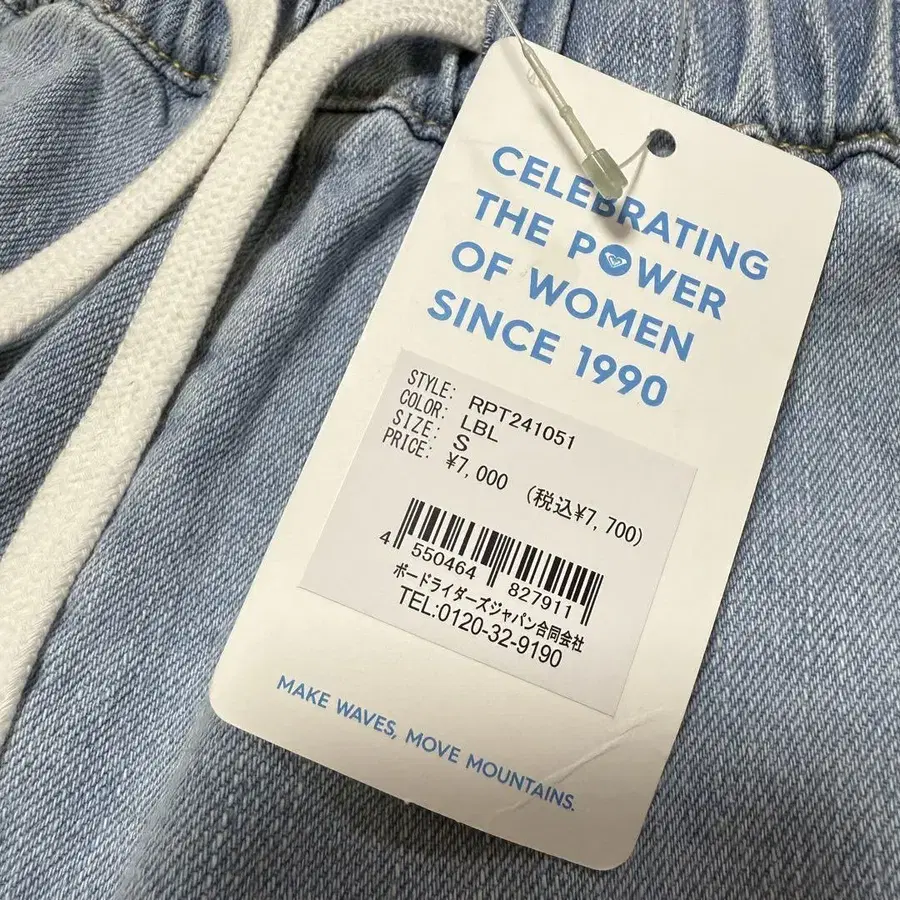 CELEBRATING
THE POWER
OF WOMEN
SINCE 1990
STYLE: RPT241051
COLOR: LBL
SIZE: S
PRICE: ¥7,000 (税込¥7,700)
4 550464 827911
ボードライダーズジャパン合同会社
TEL:0120-32-9190
MAKE WAVES, MOVE MOUNTAINS.